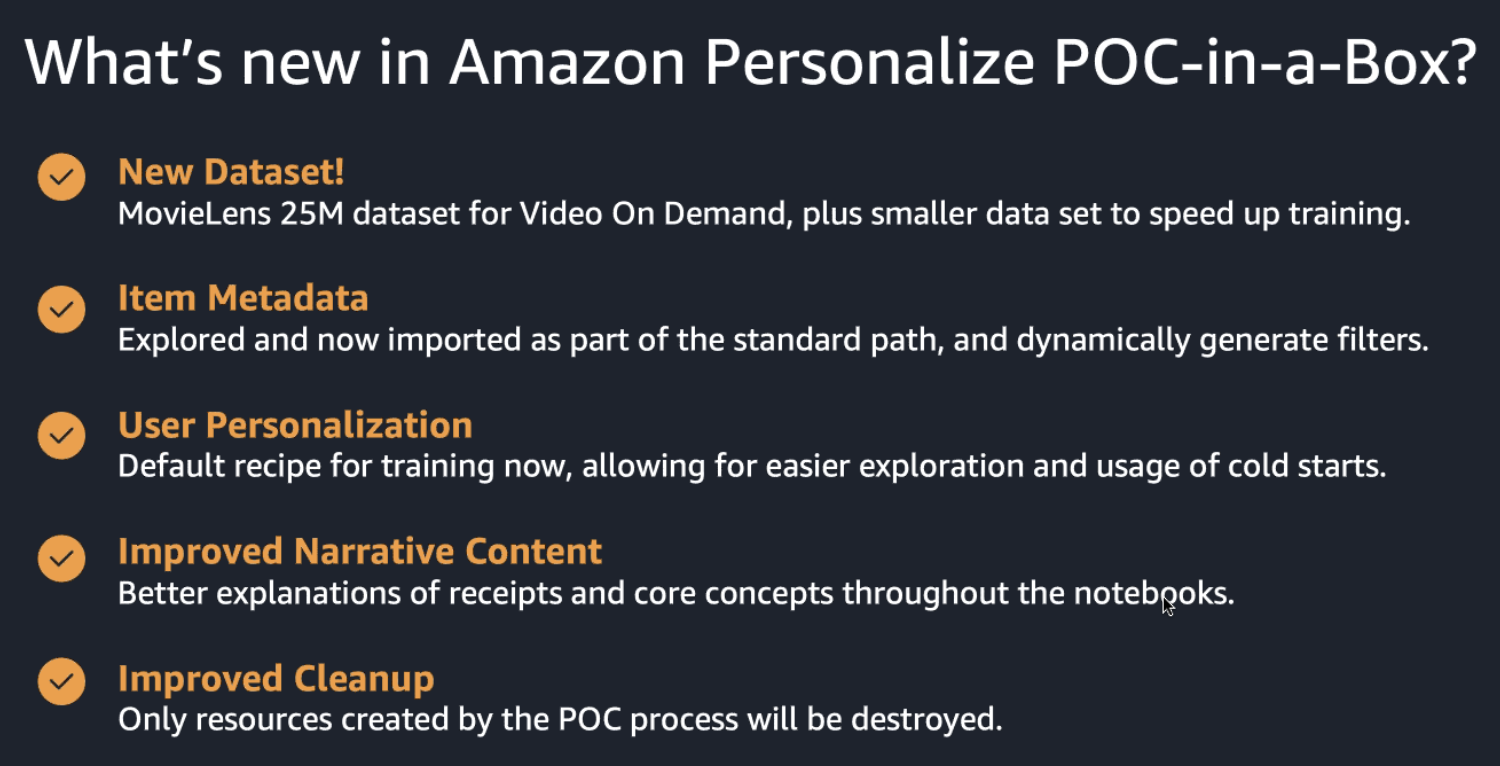 What's new in Amazon Personalize POC-in-a-Box?
New Dataset!
MovieLens 25M dataset for Video On Demand, plus smaller data set to speed up training.
Item Metadata
Explored and now imported as part of the standard path, and dynamically generate filters.
User Personalization
Default recipe for training now, allowing for easier exploration and usage of cold starts.
Improved Narrative Content
Better explanations of receipts and core concepts throughout the notebooks.
Improved Cleanup
Only resources created by the POC process will be destroyed.